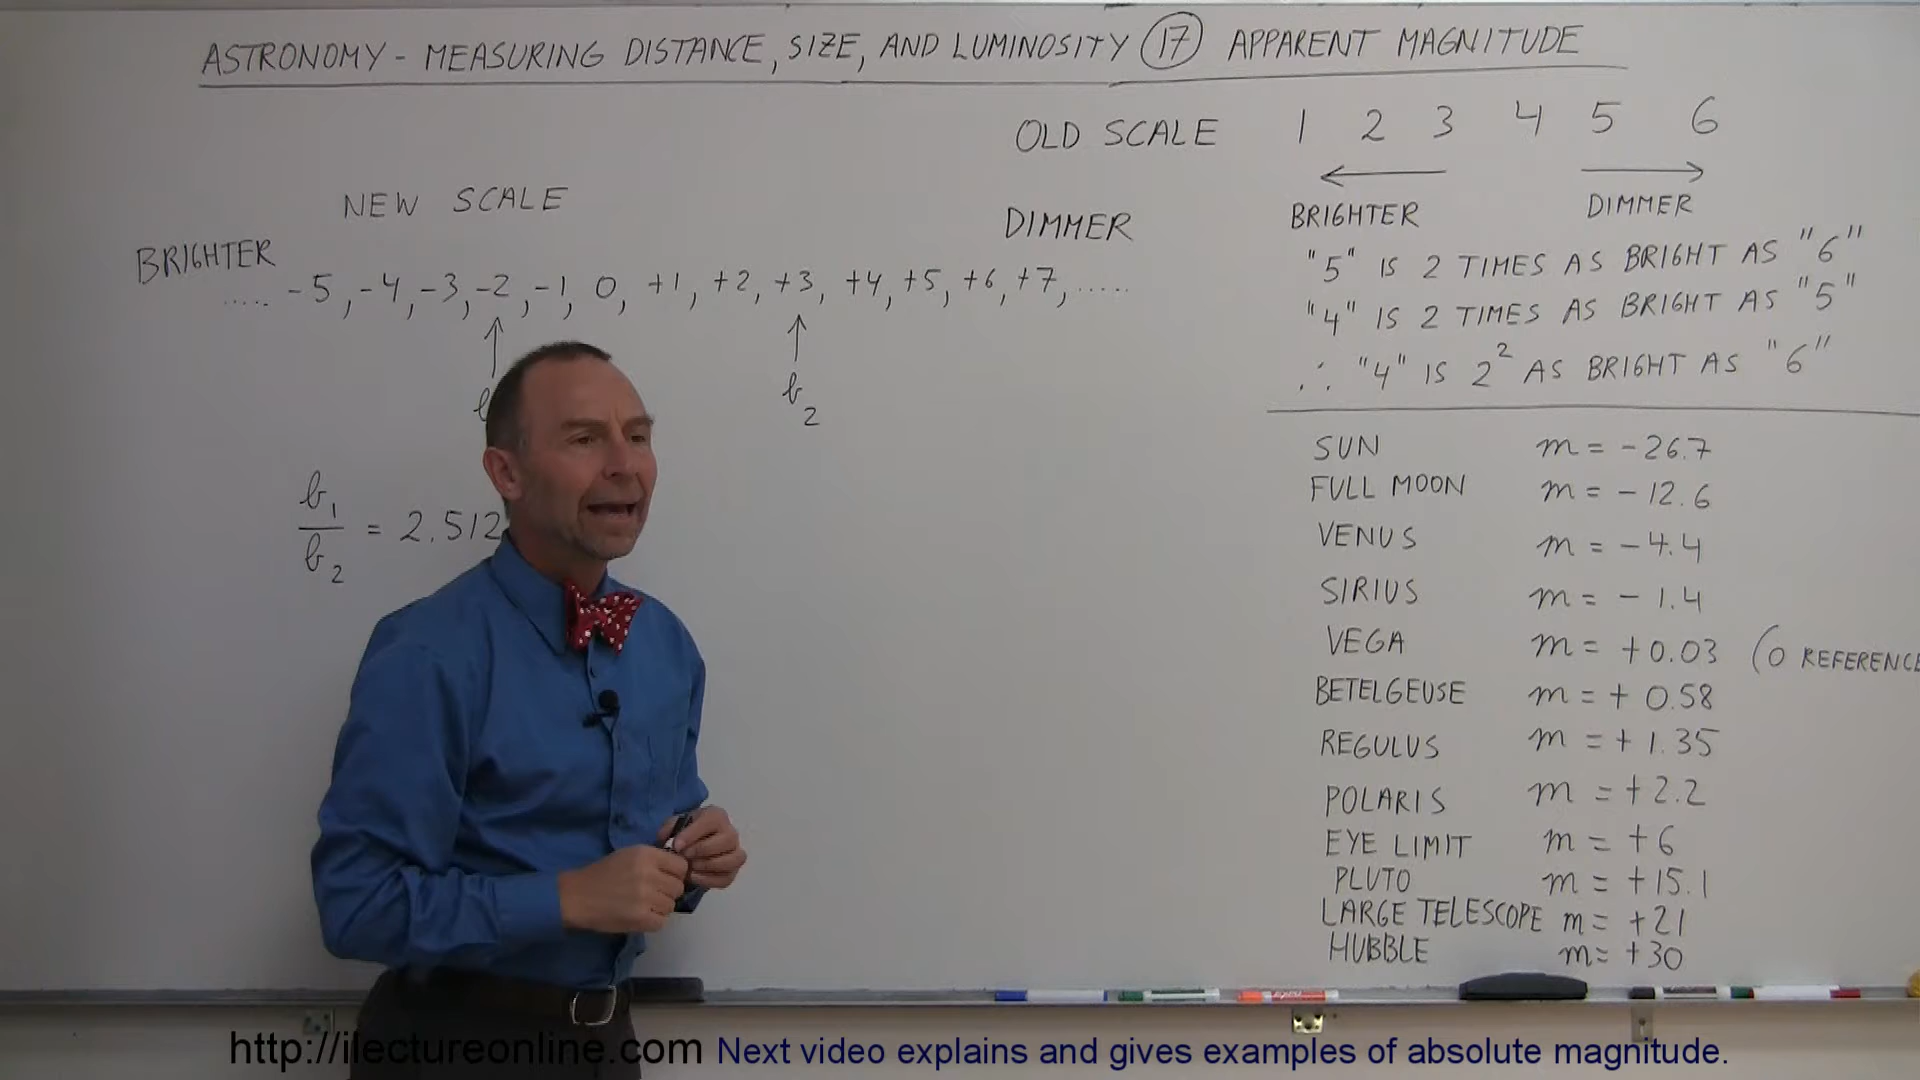 ASTRONOMY - MEASURING DISTANCE, SIZE, AND LUMINOSITY 17 APPARENT MAGNITUDE
OLD SCALE 1 2 3 4 5 6
BRIGHTER DIMMER
"5" IS 2 TIMES AS BRIGHT AS "6"
"4" IS 2 TIMES AS BRIGHT AS "5"
∴ "4" IS 2² AS BRIGHT AS "6"
NEW SCALE
BRIGHTER DIMMER
..... -5, -4, -3, -2, -1, 0, +1, +2, +3, +4, +5, +6, +7, .....
b₂
b₁/b₂ = 2.512
SUN m = -26.7
FULL MOON m = -12.6
VENUS m = -4.4
SIRIUS m = -1.4
VEGA m = +0.03 (0 REFERENCE
BETELGEUSE m = +0.58
REGULUS m = +1.35
POLARIS m = +2.2
EYE LIMIT m = +6
PLUTO m = +15.1
LARGE TELESCOPE m = +21
HUBBLE m = +30
http://ilectureonline.com Next video explains and gives examples of absolute magnitude.